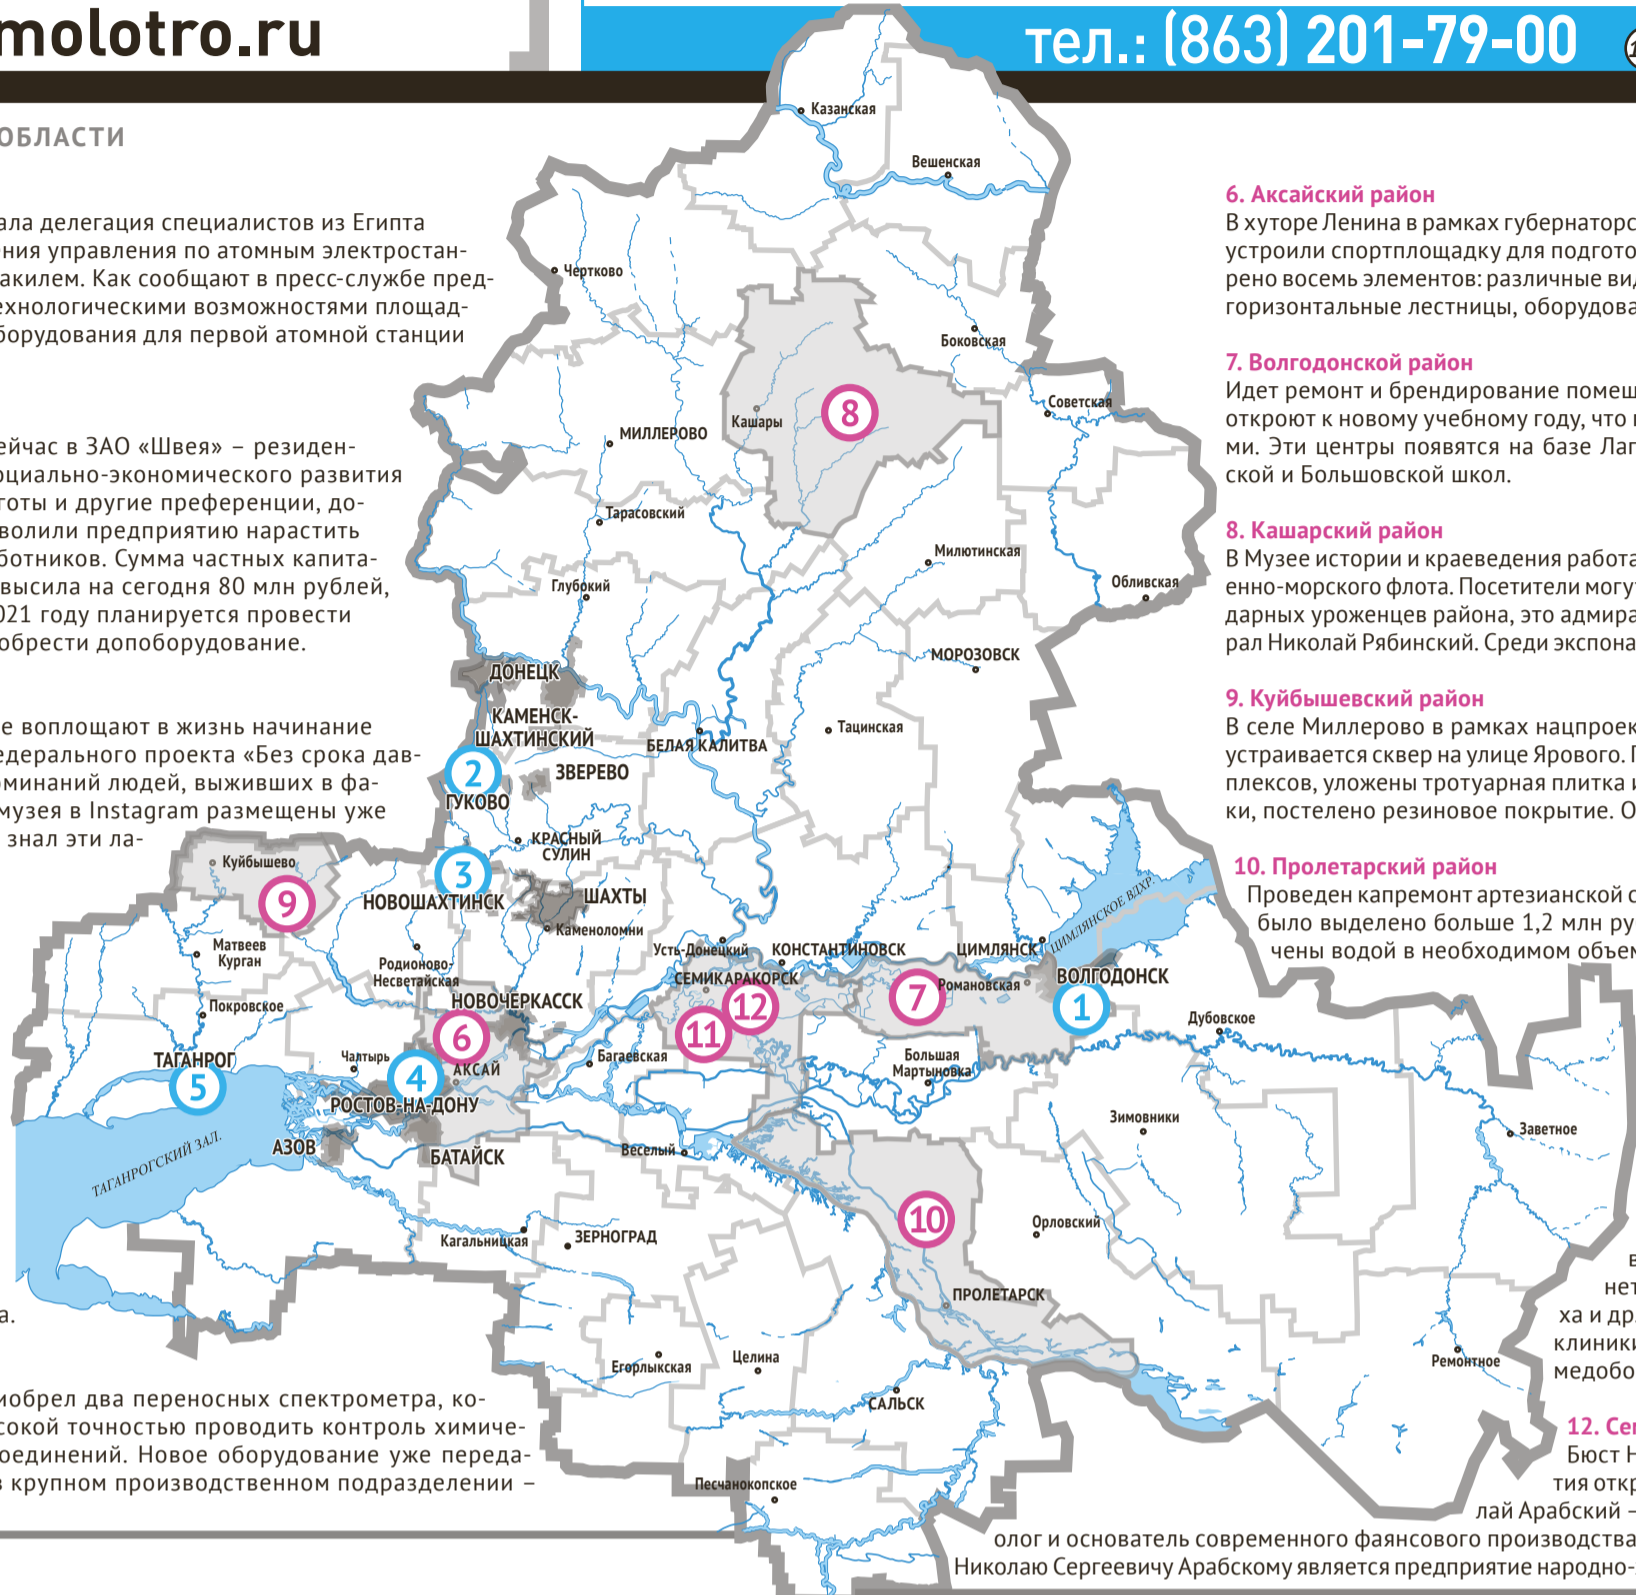 molotro.ru
тел.: (863) 201-79-00
ОБЛАСТИ
ала делегация специалистов из Египта
ения управления по атомным электростан-
акилем. Как сообщают в пресс-службе пред-
ехнологическими возможностями площад-
борудования для первой атомной станции
ейчас в ЗАО «Швея» – резиден-
оциально-экономического развития
готы и другие преференции, до-
волили предприятию нарастить
ботников. Сумма частных капита-
высила на сегодня 80 млн рублей,
021 году планируется провести
обрести допоборудование.
е воплощают в жизнь начинание
едерального проекта «Без срока дав-
оминаний людей, выживших в фа-
музея в Instagram размещены уже
знал эти ла-
а.
иобрел два переносных спектрометра, ко-
сокой точностью проводить контроль химиче-
оединений. Новое оборудование уже переда-
в крупном производственном подразделении –
Казанская
Вешенская
Чертково
Боковская
Кашары
8
Советская
МИЛЛЕРОВО
Тарасовский
Милютинская
Глубокий
Обливская
МОРОЗОВСК
ДОНЕЦК
КАМЕНСК-
ШАХТИНСКИЙ
Тацинская
БЕЛАЯ КАЛИТВА
2
ЗВЕРЕВО
ГУКОВО
КРАСНЫЙ
СУЛИН
3
Куйбышево
9
НОВОШАХТИНСК
ШАХТЫ
Каменоломни
Матвеев
Курган
Родионово-
Несветайская
Усть-Донецкий
КОНСТАНТИНОВСК
ЦИМЛЯНСК
ЦИМЛЯНСКОЕ ВДХР.
СЕМИКАРАКОРСК
Романовская
ВОЛГОДОНСК
7
1
12
11
Покровское
НОВОЧЕРКАССК
6
Дубовское
ТАГАНРОГ
5
Чалтырь
4
АКСАЙ
Багаевская
Большая
Мартыновка
РОСТОВ-НА-ДОНУ
Зимовники
Заветное
ТАГАНРОГСКИЙ ЗАЛ.
АЗОВ
БАТАЙСК
Веселый
10
Орловский
Кагальницкая
ЗЕРНОГРАД
ПРОЛЕТАРСК
Егорлыкская
Целина
Ремонтное
САЛЬСК
Песчанокопское
6. Аксайский район
В хуторе Ленина в рамках губернаторс
устроили спортплощадку для подгото
рено восемь элементов: различные ви
горизонтальные лестницы, оборудова
7. Волгодонской район
Идет ремонт и брендирование помещ
откроют к новому учебному году, что
ми. Эти центры появятся на базе Лаг
ской и Большовской школ.
8. Кашарский район
В Музее истории и краеведения работа
енно-морского флота. Посетители могу
дарных уроженцев района, это адмира
рал Николай Рябинский. Среди экспона
9. Куйбышевский район
В селе Миллерово в рамках нацпроек
устраивается сквер на улице Ярового.
плексов, уложены тротуарная плитка и
ки, постелено резиновое покрытие. О
10. Пролетарский район
Проведен капремонт артезианской с
было выделено больше 1,2 млн ру
чены водой в необходимом объем
в
нет
ха и др
клиник
медобо
12. Се
Бюст Н
тия откр
лай Арабский –
олог и основатель современного фаянсового производства
Николаю Сергеевичу Арабскому является предприятие народно-